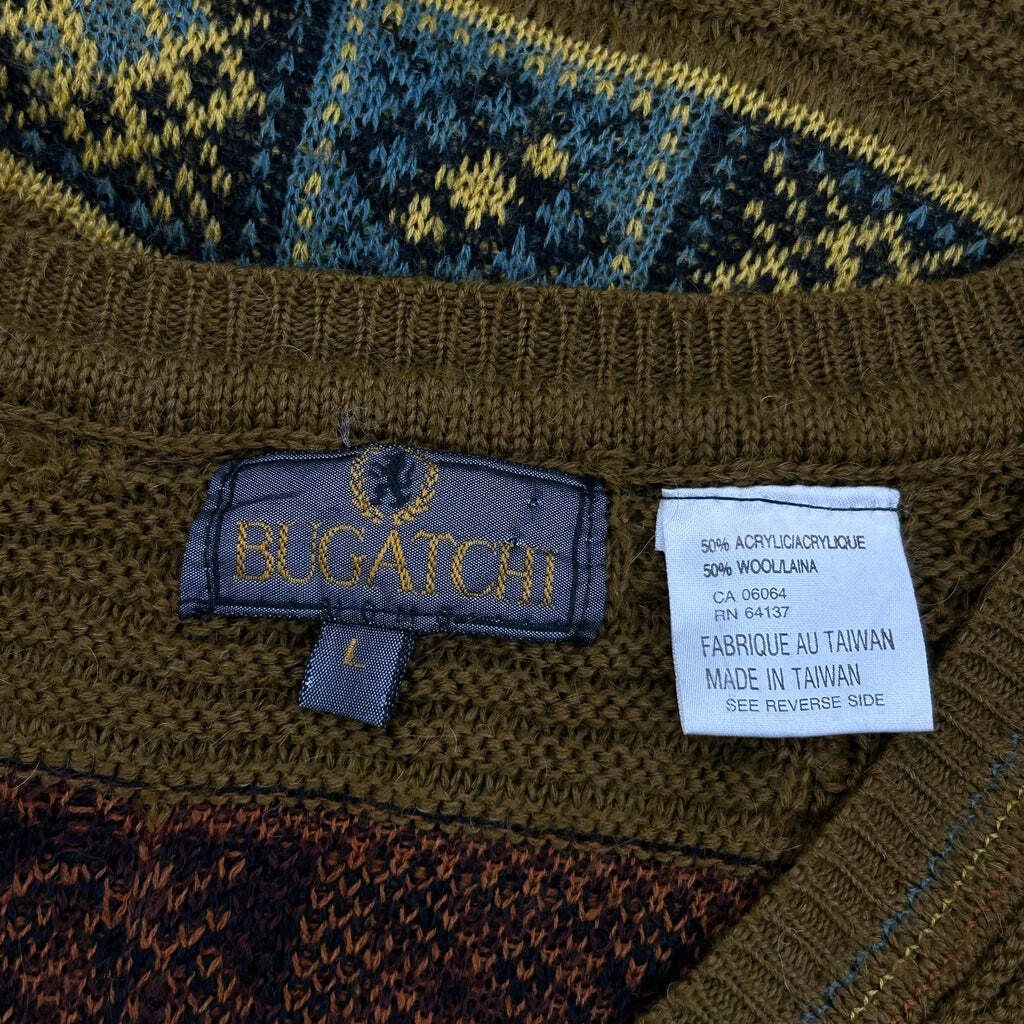 BUGATCHI
L
50% ACRYLIC/ACRYLIQUE
50% WOOL/LAINA
CA 06064
RN 64137
FABRIQUE AU TAIWAN
MADE IN TAIWAN
SEE REVERSE SIDE